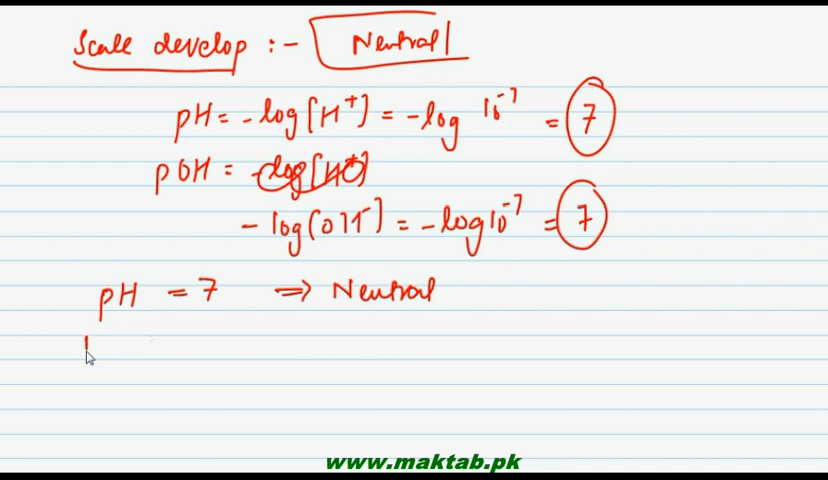 Scale develop :- Neutral
pH = -log[H⁺] = -log 10⁻⁷ = 7
pOH = -log[H⁺]
-log(OH⁻] = -log10⁻⁷ = 7
pH = 7 ⇒ Neutral
www.maktab.pk